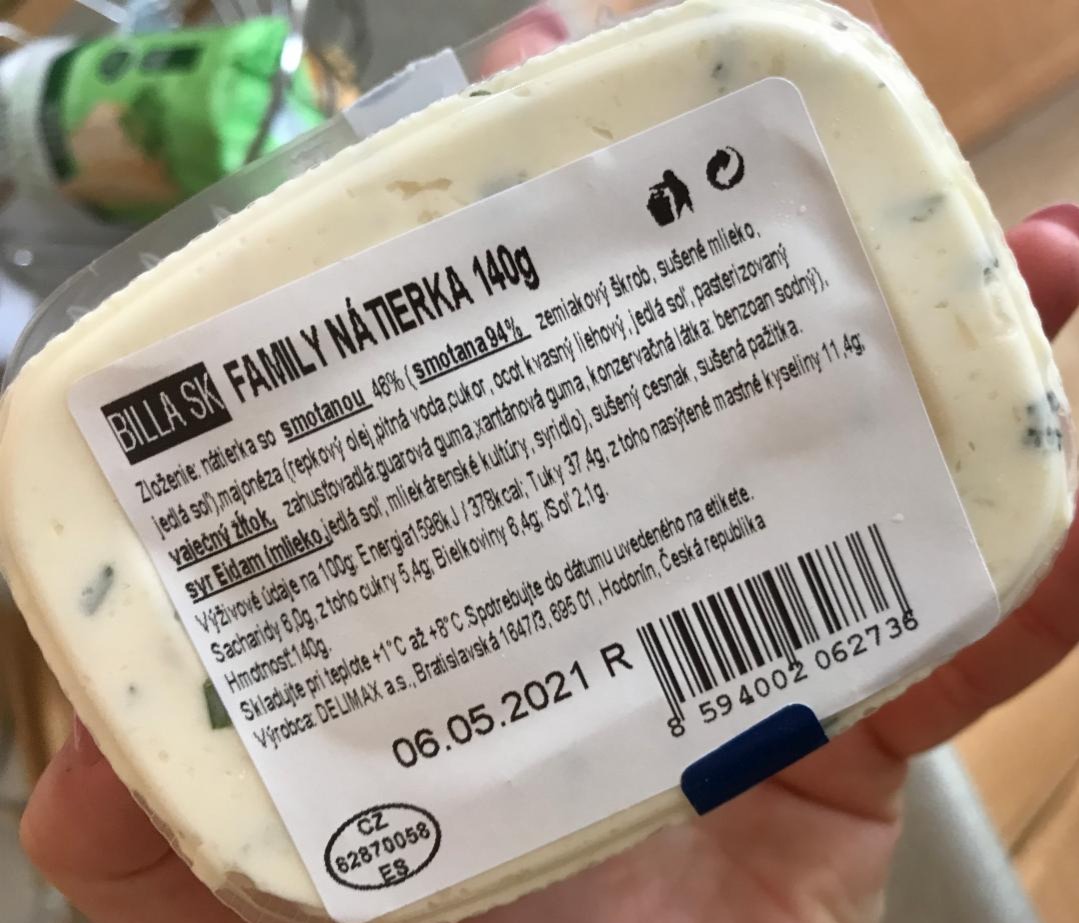 BILLA SK FAMILY NÁTIERKA 140g
Zloženie: nátierka so smotanou 46% ( smotana 94% zemiakový škrob, sušené mlieko,
jedlá soľ), majonéza (repkový olej, pitná voda, cukor, ocot kvasný liehový, jedlá soľ, pasterizovaný
vaječný žĺtok, zahusťovadlá: guarová guma, xantánová guma, konzervačná látka: benzoan sodný),
syr Eidam (mlieko, jedlá soľ, mliekárenské kultúry, syridlo), sušený cesnak, sušená pažítka.
Výživové údaje na 100g: Energia1596kJ / 378kcal; Tuky 37,4g, z toho nasýtené mastné kyseliny 11,4g;
Sacharidy 6,0g, z toho cukry 5,4g; Bielkoviny 6,4g, /Soľ 2,1g.
Hmotnosť:140g.
Skladujte pri teplote +1°C až +8°C Spotrebujte do dátumu uvedeného na etikete.
Výrobca: DELIMAX a.s., Bratislavská 1647/3, 695 01, Hodonín, Česká republika
06.05.2021 R
8 594002 062736
CZ
62870058
ES